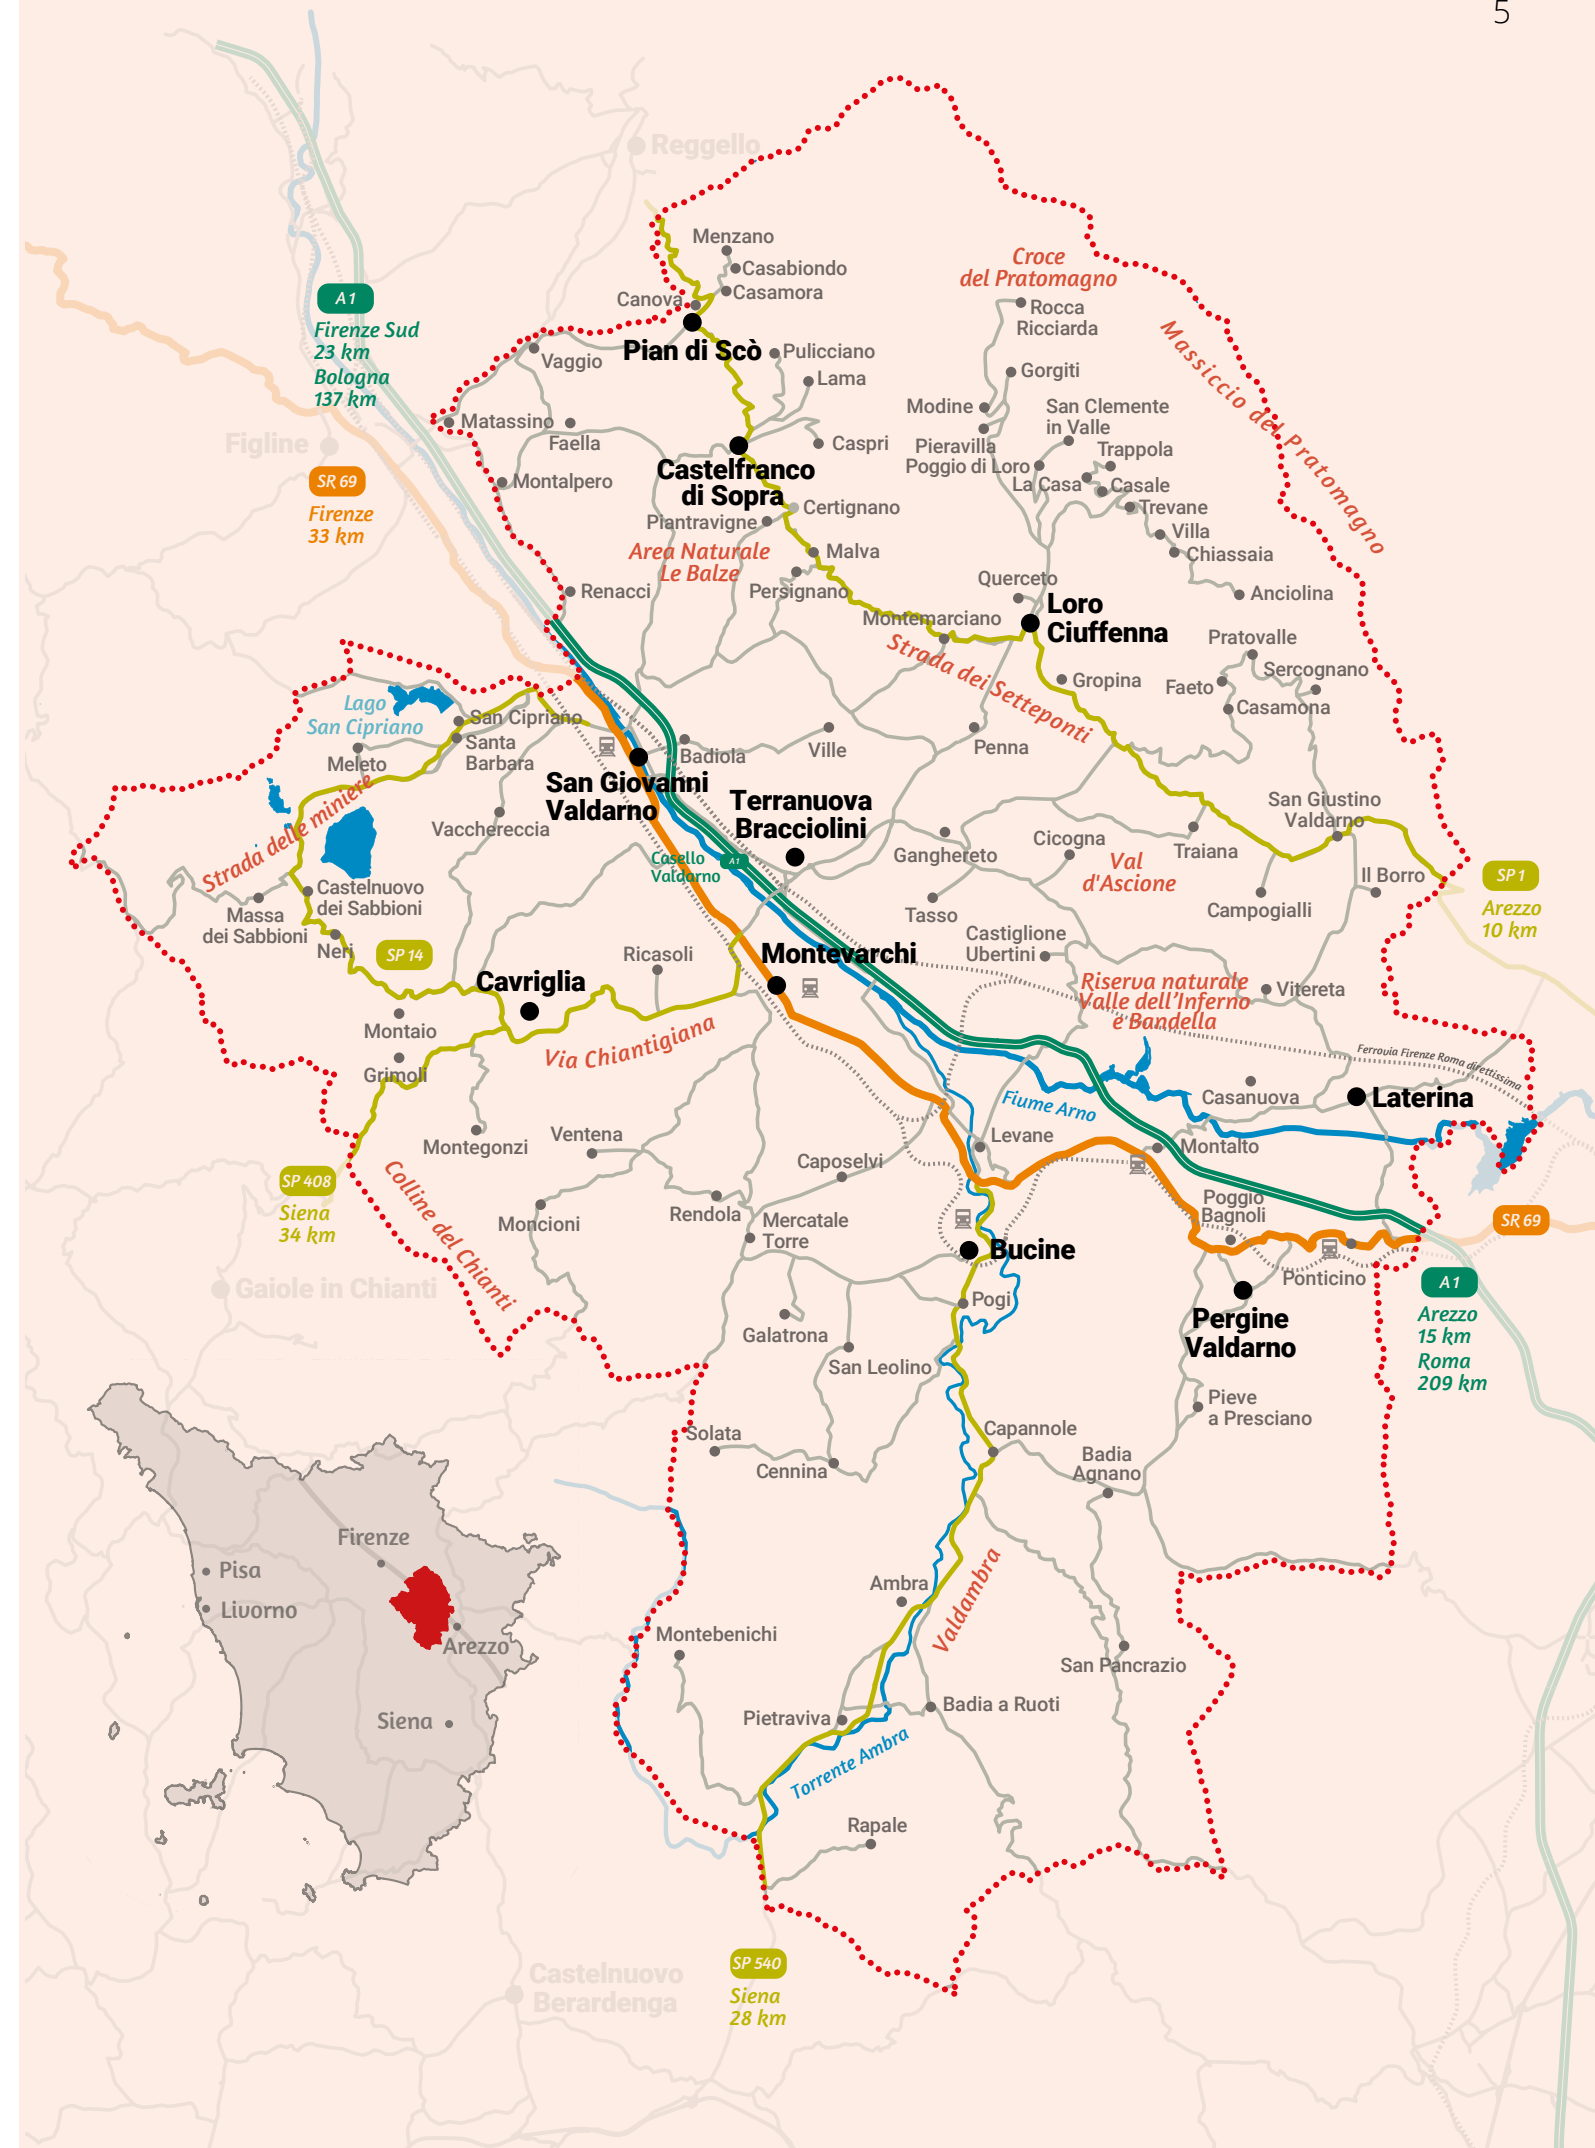 5
Reggello
Menzano
Casabiondo
Casamora
Canova
Pian di Scò
Vaggio
Pulicciano
Lama
Croce
del Pratomagno
Rocca
Ricciarda
Massiccio del Pratomagno
A1
Firenze Sud
23 km
Bologna
137 km
Gorgiti
Modine
San Clemente
in Valle
Matassino
Faella
Caspri
Pieravilla
Trappola
Poggio di Loro
La Casa
Casale
Figline
Castelfranco
di Sopra
Montalpero
SR 69
Firenze
33 km
Certignano
Trevane
Piantravigne
Villa
Malva
Chiassaia
Area Naturale
Le Balze
Persignano
Renacci
Querceto
Anciolina
Loro
Ciuffenna
Montemarciano
Strada dei Setteponti
Pratovalle
Sercognano
Gropina
Faeto
Casamona
Lago
San Cipriano
San Cipriano
Santa
Barbara
Meleto
Badiola
Ville
Penna
San Giovanni
Valdarno
Terranuova
Bracciolini
San Giustino
Valdarno
Strada delle miniere
Vacchereccia
Cicogna
Traiana
Ganghereto
Casello
Valdarno
A1
Val
d'Ascione
Il Borro
SP 1
Arezzo
10 km
Castelnuovo
dei Sabbioni
Massa
dei Sabbioni
Tasso
Campogialli
Neri
SP 14
Ricasoli
Montevarchi
Castiglione
Ubertini
Cavriglia
Riserva naturale
Valle dell'Inferno
e Bandella
Vitereta
Montaio
Via Chiantigiana
Ferrovia Firenze Roma direttissima
Grimoli
Fiume Arno
Casanuova
Laterina
Montegonzi
Ventena
Levane
Montalto
Caposelvi
SP 408
Siena
34 km
Colline del Chianti
Moncioni
Rendola
Mercatale
Torre
Poggio
Bagnoli
SR 69
Bucine
Ponticino
Gaiole in Chianti
Pogi
A1
Arezzo
15 km
Roma
209 km
Galatrona
Pergine
Valdarno
San Leolino
Pieve
a Presciano
Solata
Capannole
Cennina
Badia
Agnano
Firenze
Pisa
Livorno
Arezzo
Siena
Ambra
Valdambra
Montebenichi
San Pancrazio
Badia a Ruoti
Pietraviva
Torrente Ambra
Rapale
SP 540
Siena
28 km
Castelnuovo
Berardenga